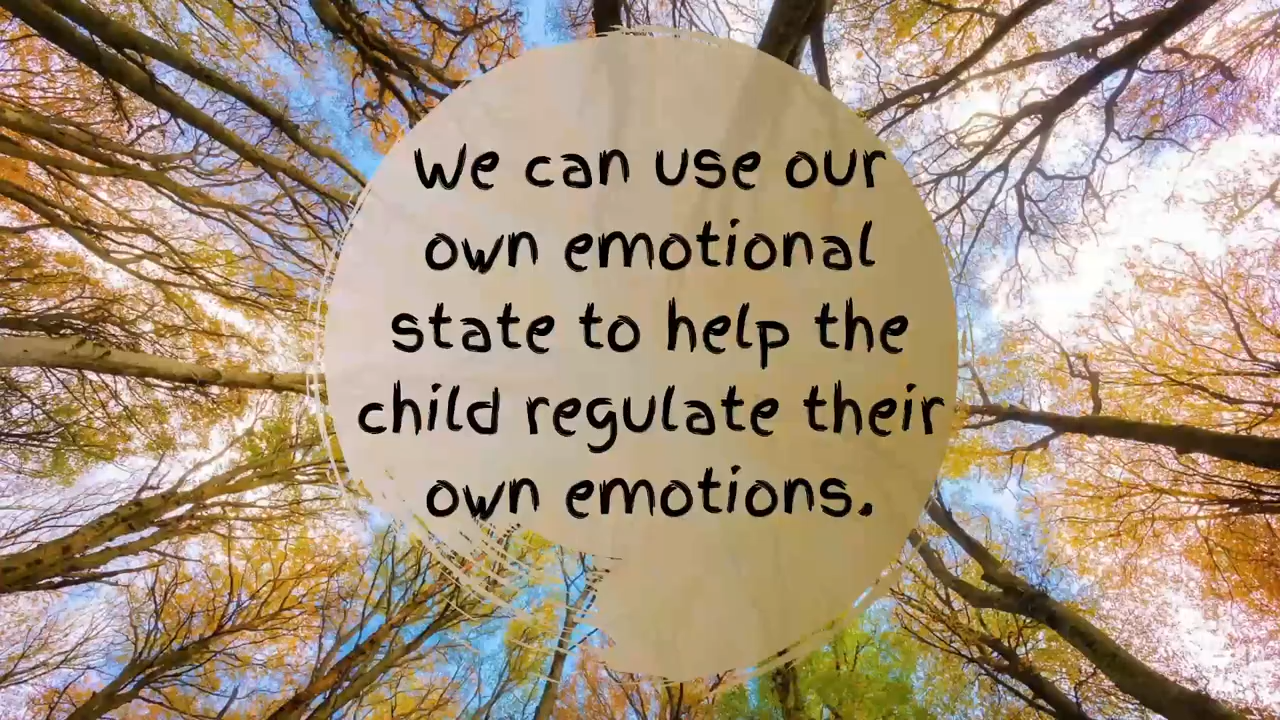 We can use our
own emotional
state to help the
child regulate their
own emotions.